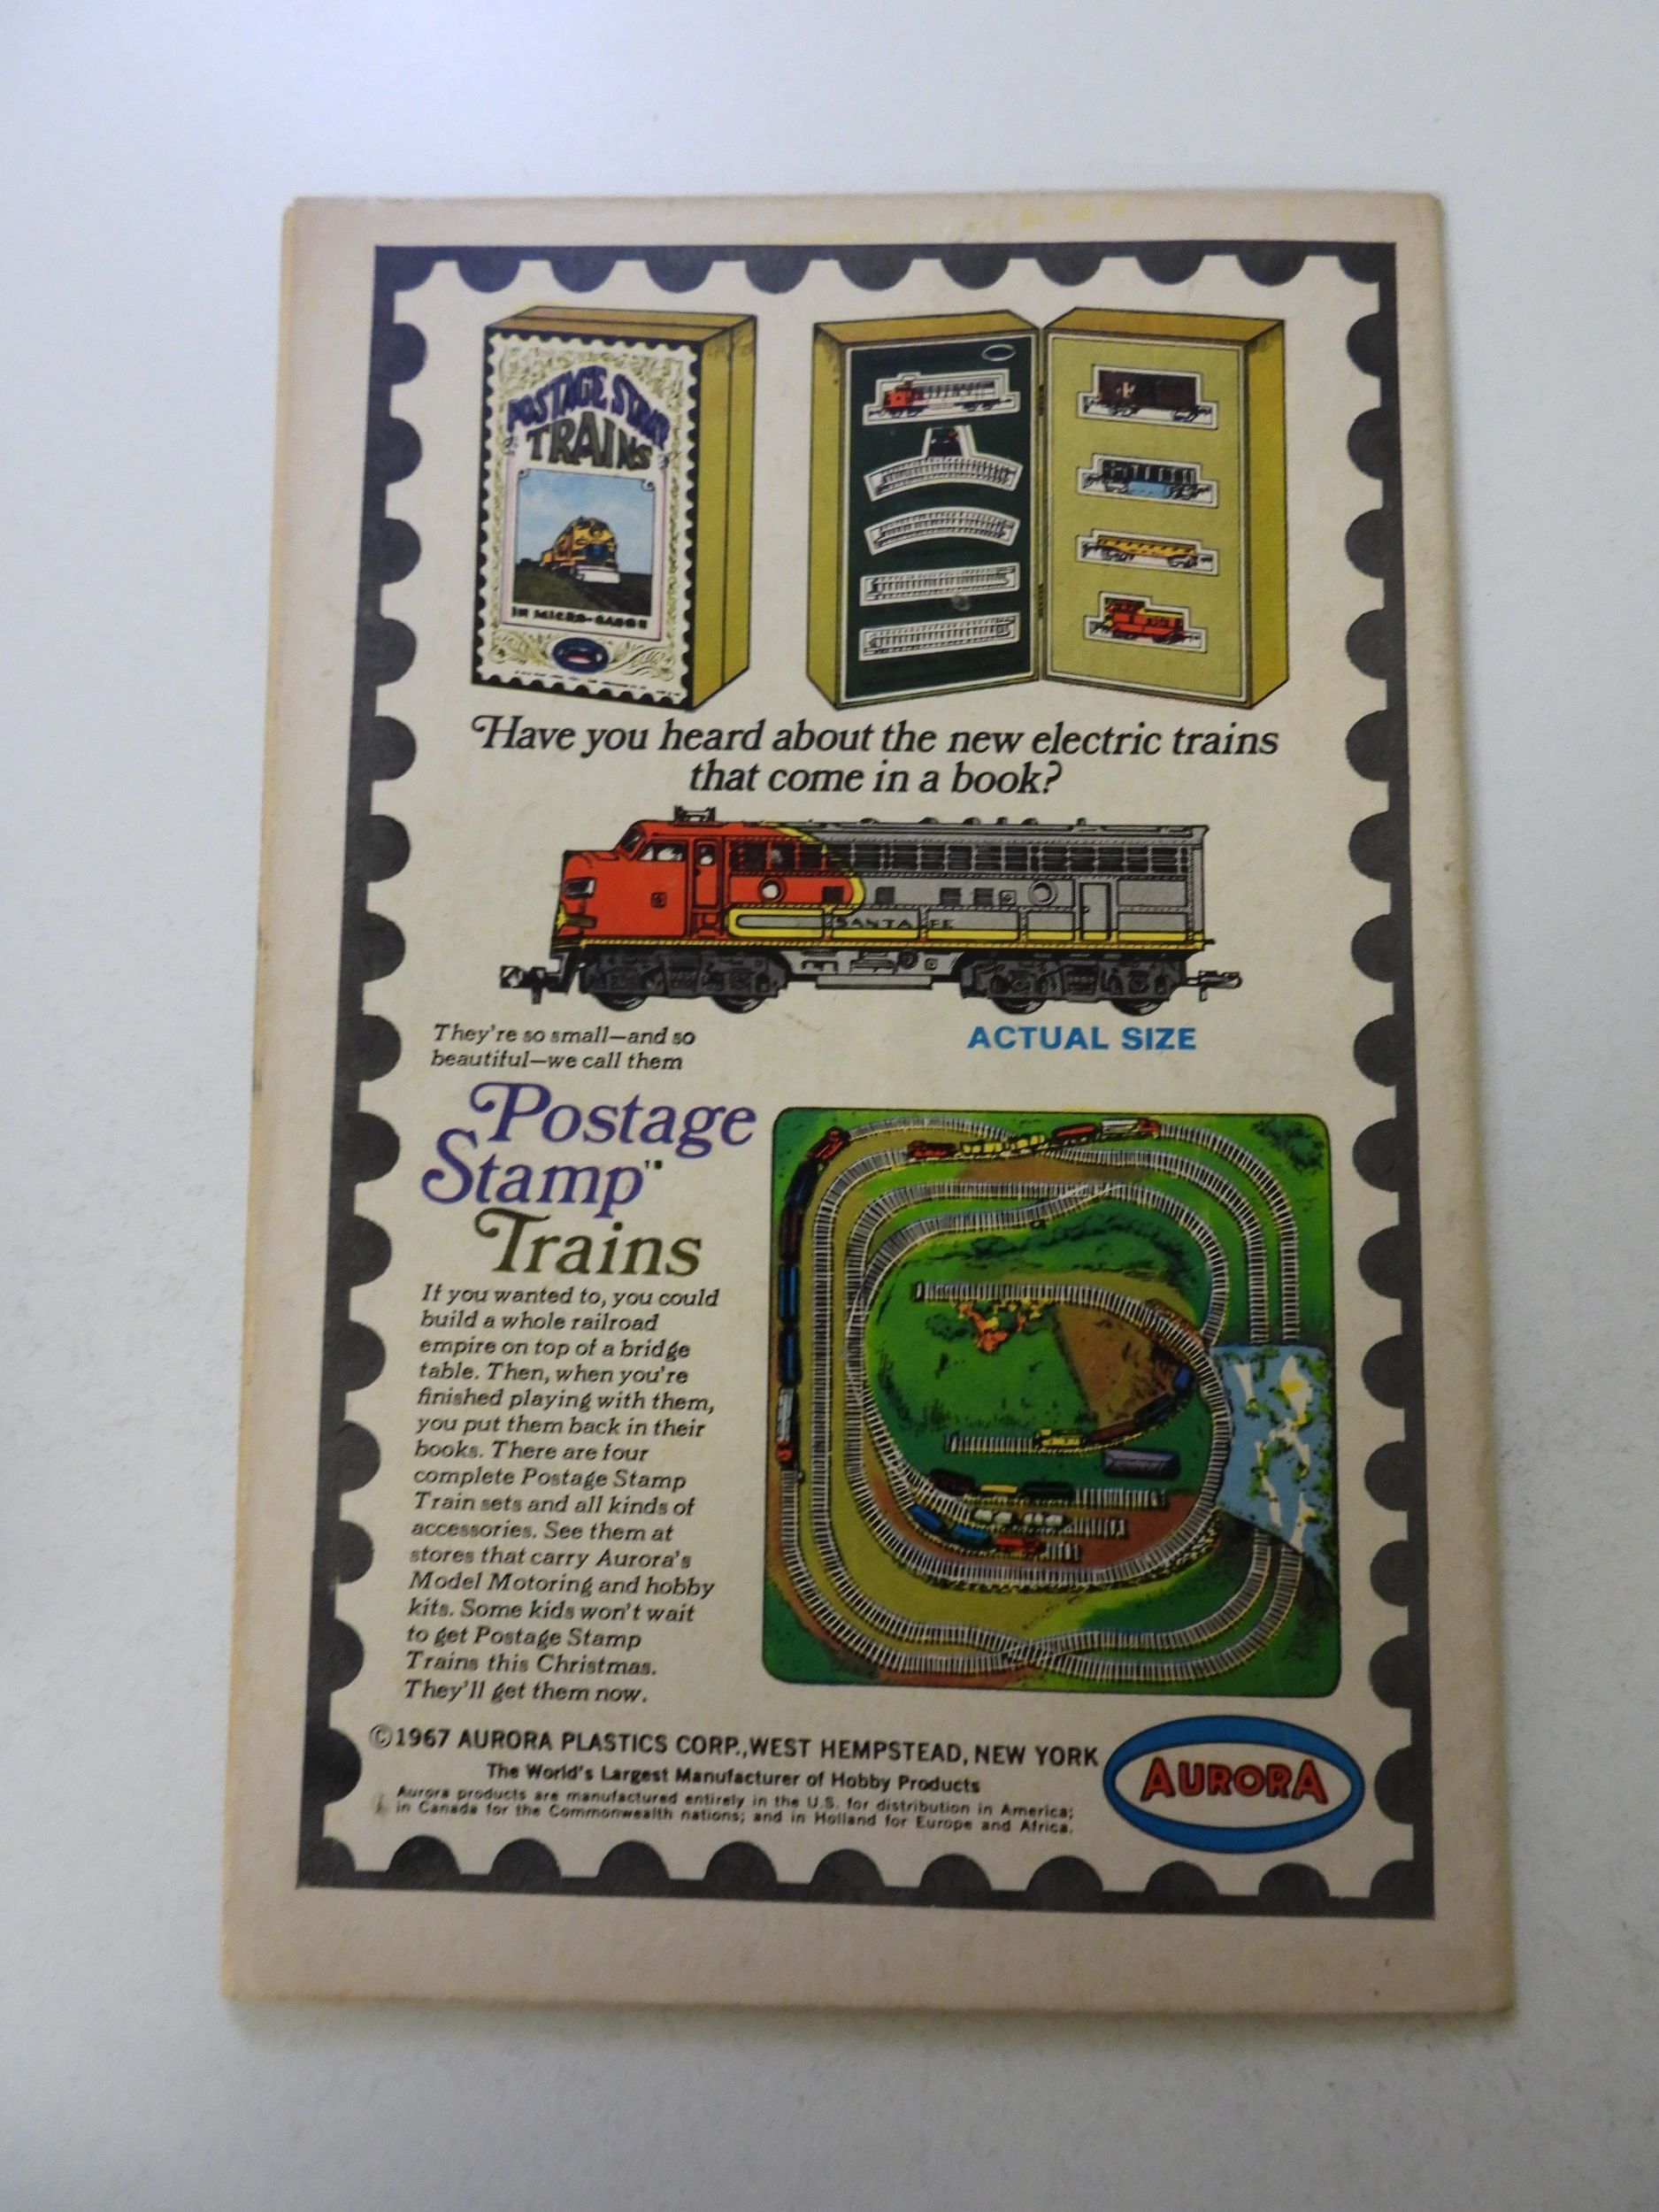 POSTAGE STAMP
TRAINS
IN MICRO-GAUGE
Have you heard about the new electric trains
that come in a book?
SANTA FE
They're so small—and so
beautiful—we call them
ACTUAL SIZE
Postage
Stamp™
Trains
If you wanted to, you could
build a whole railroad
empire on top of a bridge
table. Then, when you're
finished playing with them,
you put them back in their
books. There are four
complete Postage Stamp
Train sets and all kinds of
accessories. See them at
stores that carry Aurora's
Model Motoring and hobby
kits. Some kids won't wait
to get Postage Stamp
Trains this Christmas.
They'll get them now.
©1967 AURORA PLASTICS CORP., WEST HEMPSTEAD, NEW YORK
The World's Largest Manufacturer of Hobby Products
Aurora products are manufactured entirely in the U.S. for distribution in America;
in Canada for the Commonwealth nations; and in Holland for Europe and Africa.
AURORA